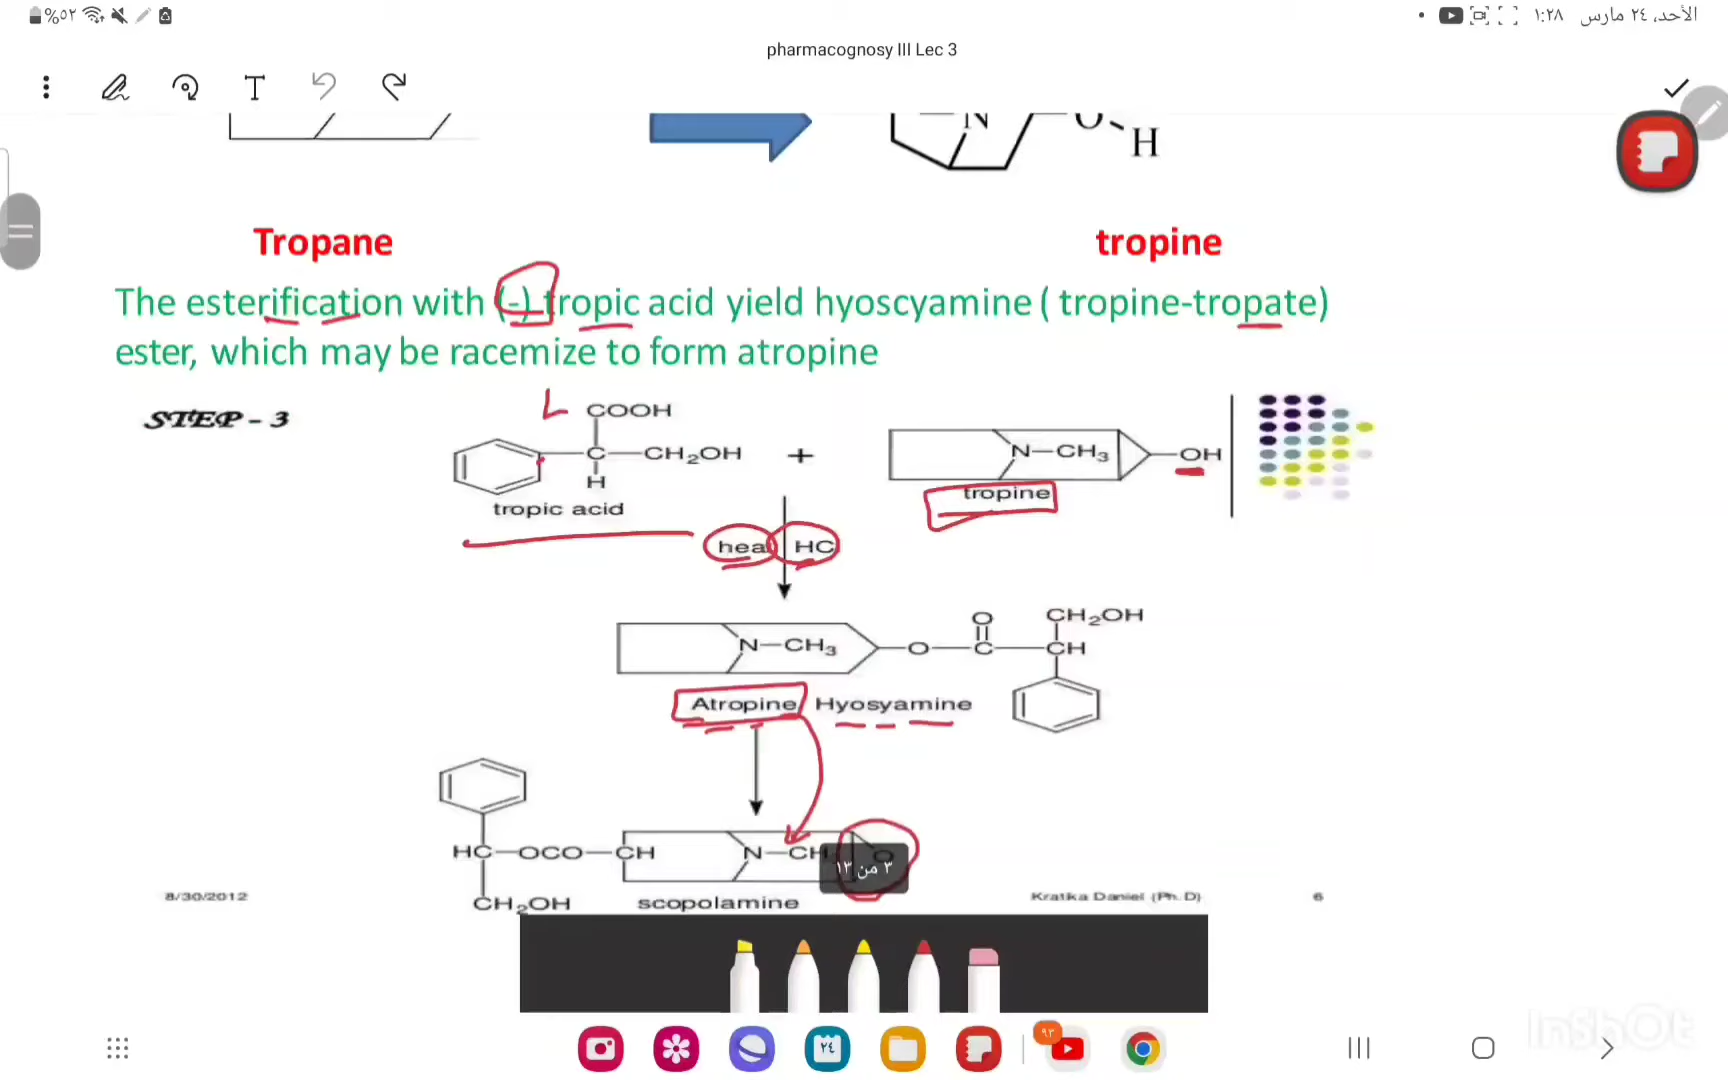 %٥٢
١:٢٨ الأحد، ٢٤ مارس
pharmacognosy III Lec 3
T
N
H
Tropane
tropine
The esterification with (-) tropic acid yield hyoscyamine ( tropine-tropate)
ester, which may be racemize to form atropine
STEP - 3
L
COOH
C
CH2OH
+
H
tropic acid
N-CH3
OH
tropine
hea
HC
O
CH2OH
N-CH3
O
C
CH
Atropine
Hyosyamine
HC-OCO-CH
N-CH
٣ من ١٣
CH2OH
scopolamine
8/30/2012
Kratika Daniel (Ph. D)
6
٩٢
٢٤
InShOt